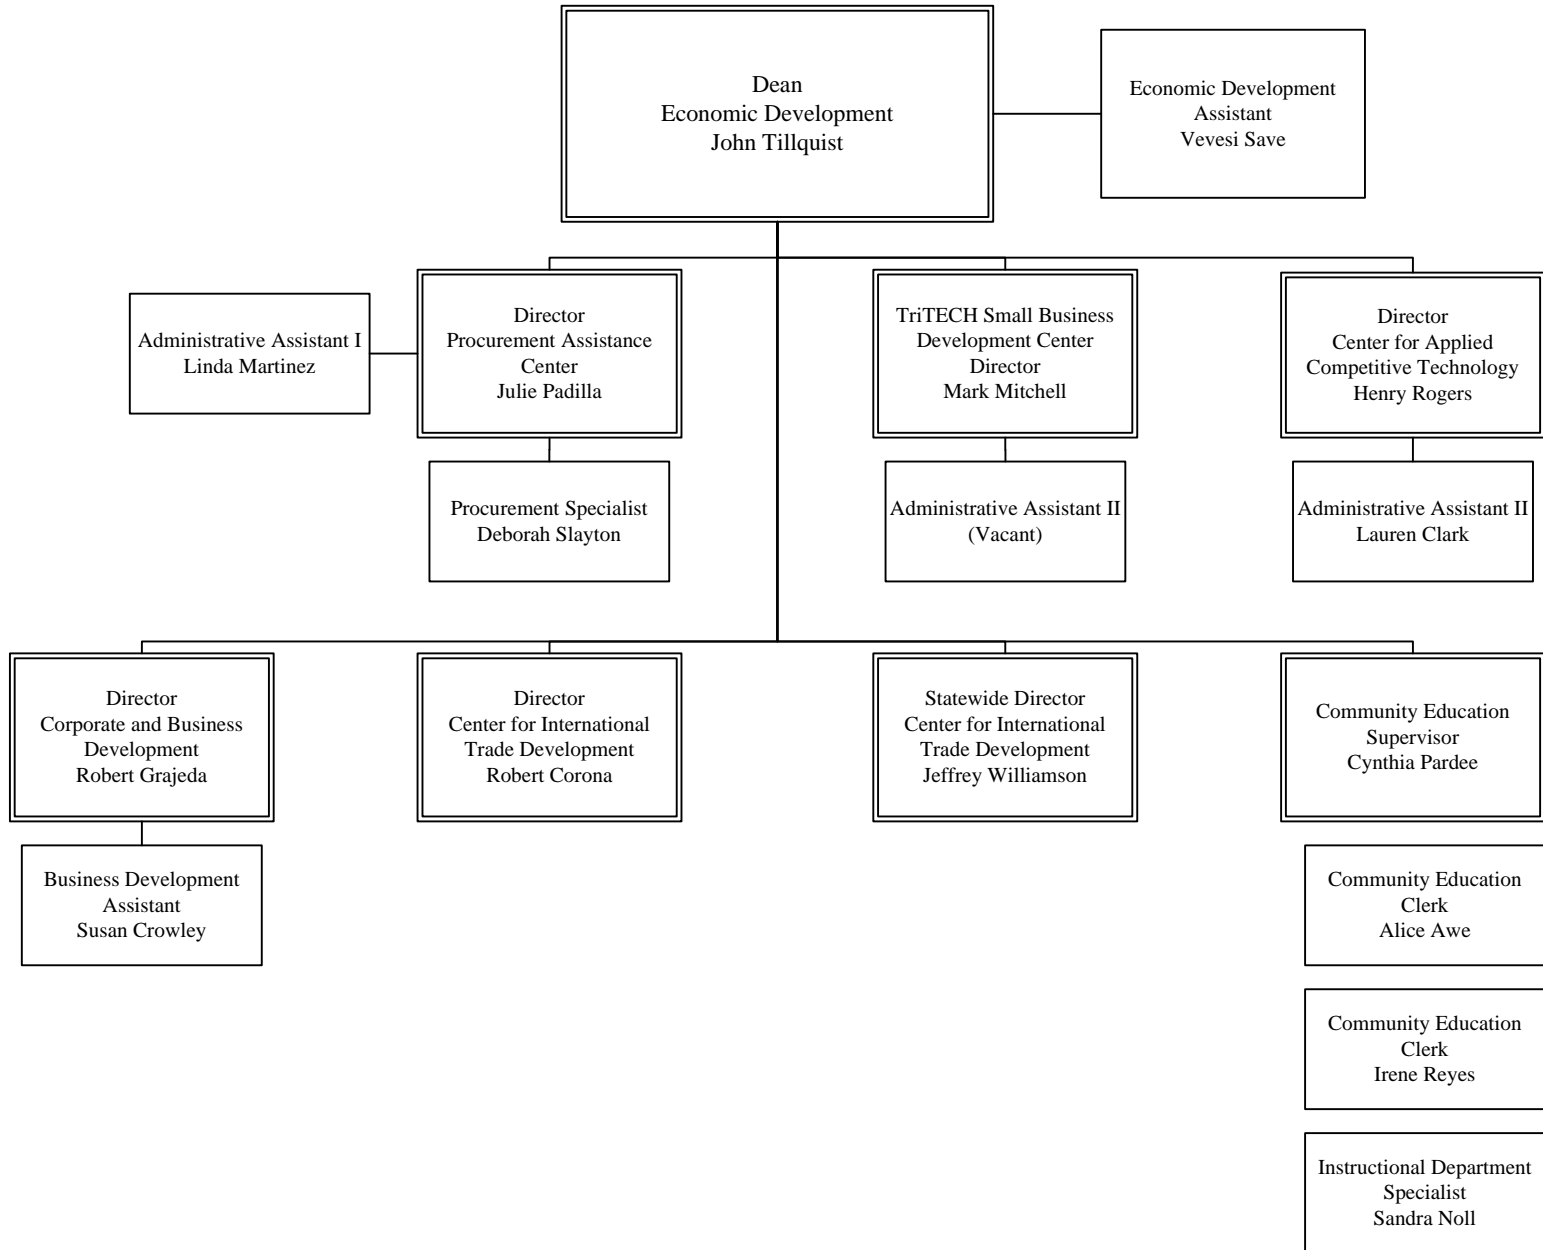 Dean
Economic Development
John Tillquist
Economic Development
Assistant
Vevesi Save
Administrative Assistant I
Linda Martinez
Director
Procurement Assistance
Center
Julie Padilla
TriTECH Small Business
Development Center
Director
Mark Mitchell
Director
Center for Applied
Competitive Technology
Henry Rogers
Procurement Specialist
Deborah Slayton
Administrative Assistant II
(Vacant)
Administrative Assistant II
Lauren Clark
Director
Corporate and Business
Development
Robert Grajeda
Director
Center for International
Trade Development
Robert Corona
Statewide Director
Center for International
Trade Development
Jeffrey Williamson
Community Education
Supervisor
Cynthia Pardee
Business Development
Assistant
Susan Crowley
Community Education
Clerk
Alice Awe
Community Education
Clerk
Irene Reyes
Instructional Department
Specialist
Sandra Noll